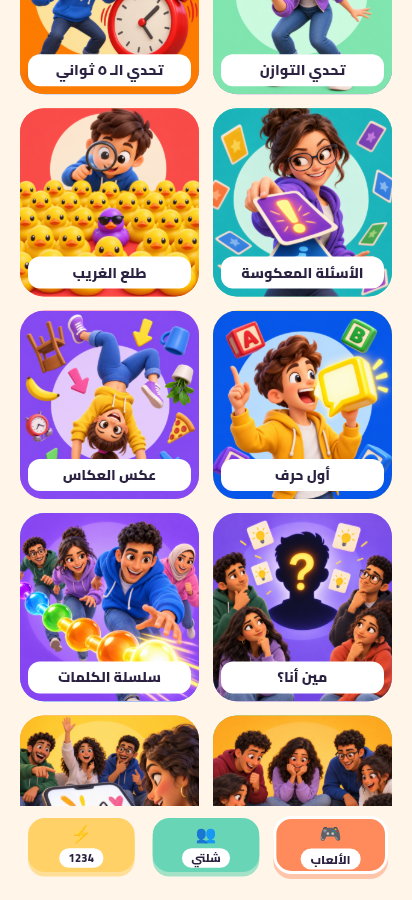 تحدي التوازن
تحدي الـ ٥ ثواني
الأسئلة المعكوسة
طلع الغريب
A
B
أول حرف
عكس العكاس
?
مين أنا؟
سلسلة الكلمات
الألعاب
شلتي
1234